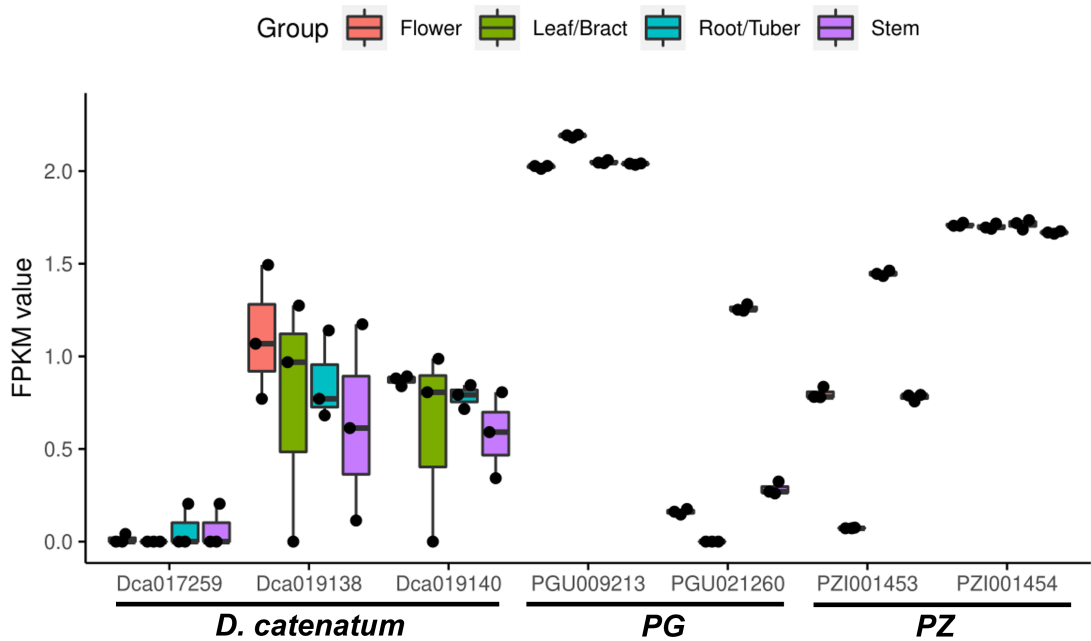 Group Flower Leaf/Bract Root/Tuber Stem
FPKM value
2.0
1.5
1.0
0.5
0.0
Dca017259 Dca019138 Dca019140 PGU009213 PGU021260 PZI001453 PZI001454
D. catenatum PG PZ